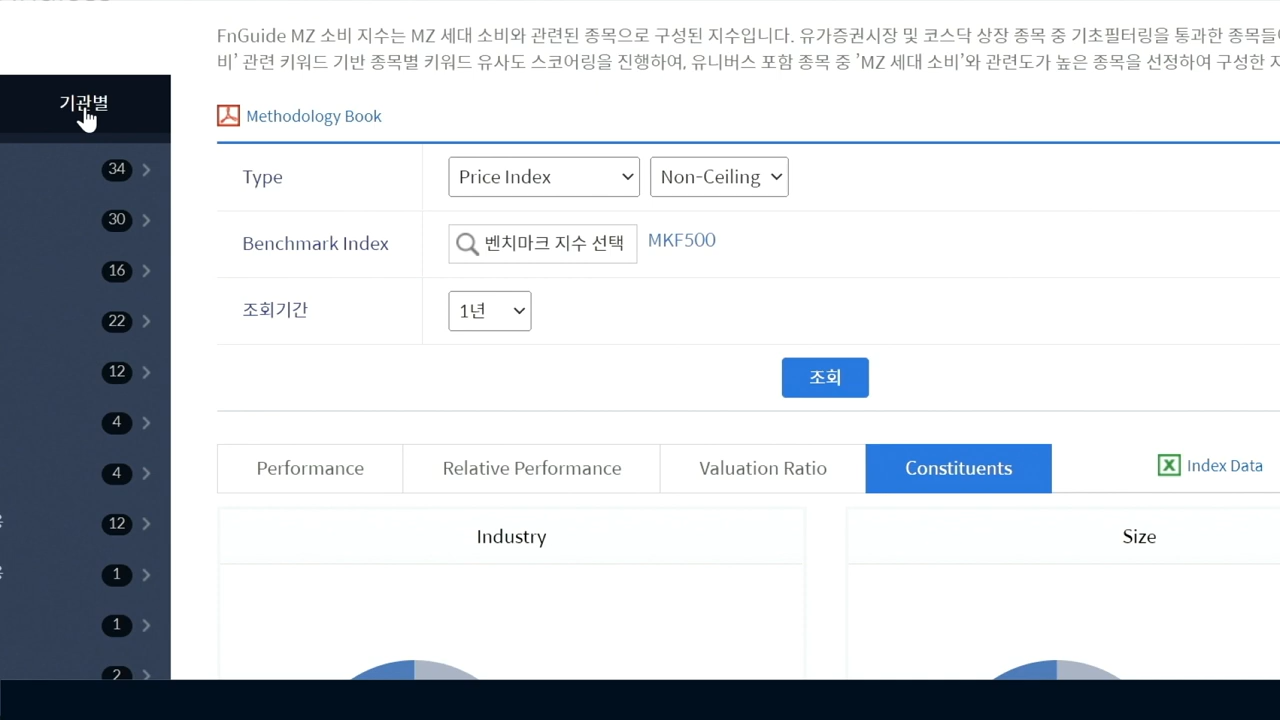 FnGuide MZ 소비 지수는 MZ 세대 소비와 관련된 종목으로 구성된 지수입니다. 유가증권시장 및 코스닥 상장 종목 중 기초필터링을 통과한
비' 관련 키워드 기반 종목별 키워드 유사도 스코어링을 진행하여, 유니버스 포함 종목 중 'MZ 세대 소비'와 관련도가 높은 종목을 선정하여 구성한
기관별
Methodology Book
Type
Price Index
Non-Ceiling
Benchmark Index
벤치마크 지수 선택
MKF500
조회기간
1년
조회
34
30
16
22
12
4
4
12
1
1
2
Performance
Relative Performance
Valuation Ratio
Constituents
Index Data
Industry
Size